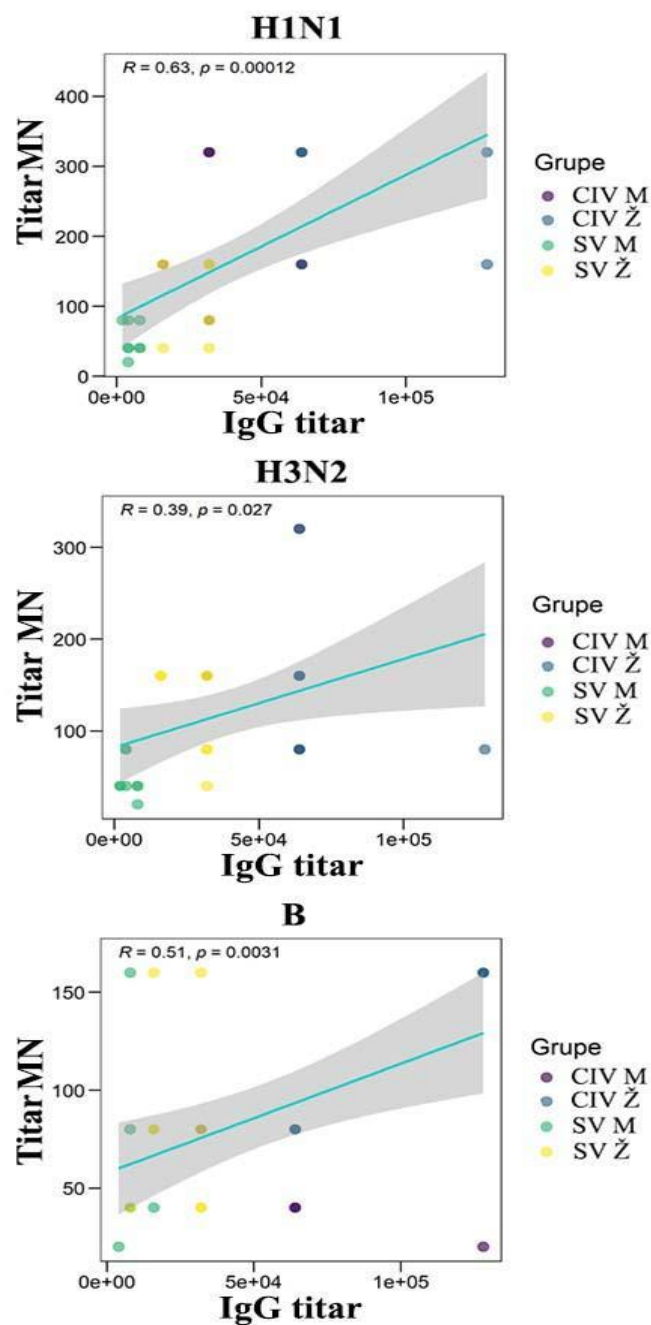 H1N1
R = 0.63, p = 0.00012
Titar MN
400
300
200
100
0
0e+00 5e+04 1e+05
IgG titar
Grupe
CIV M
CIV Ž
SV M
SV Ž
H3N2
R = 0.39, p = 0.027
Titar MN
300
200
100
0e+00 5e+04 1e+05
IgG titar
Grupe
CIV M
CIV Ž
SV M
SV Ž
B
R = 0.51, p = 0.0031
Titar MN
150
100
50
0e+00 5e+04 1e+05
IgG titar
Grupe
CIV M
CIV Ž
SV M
SV Ž